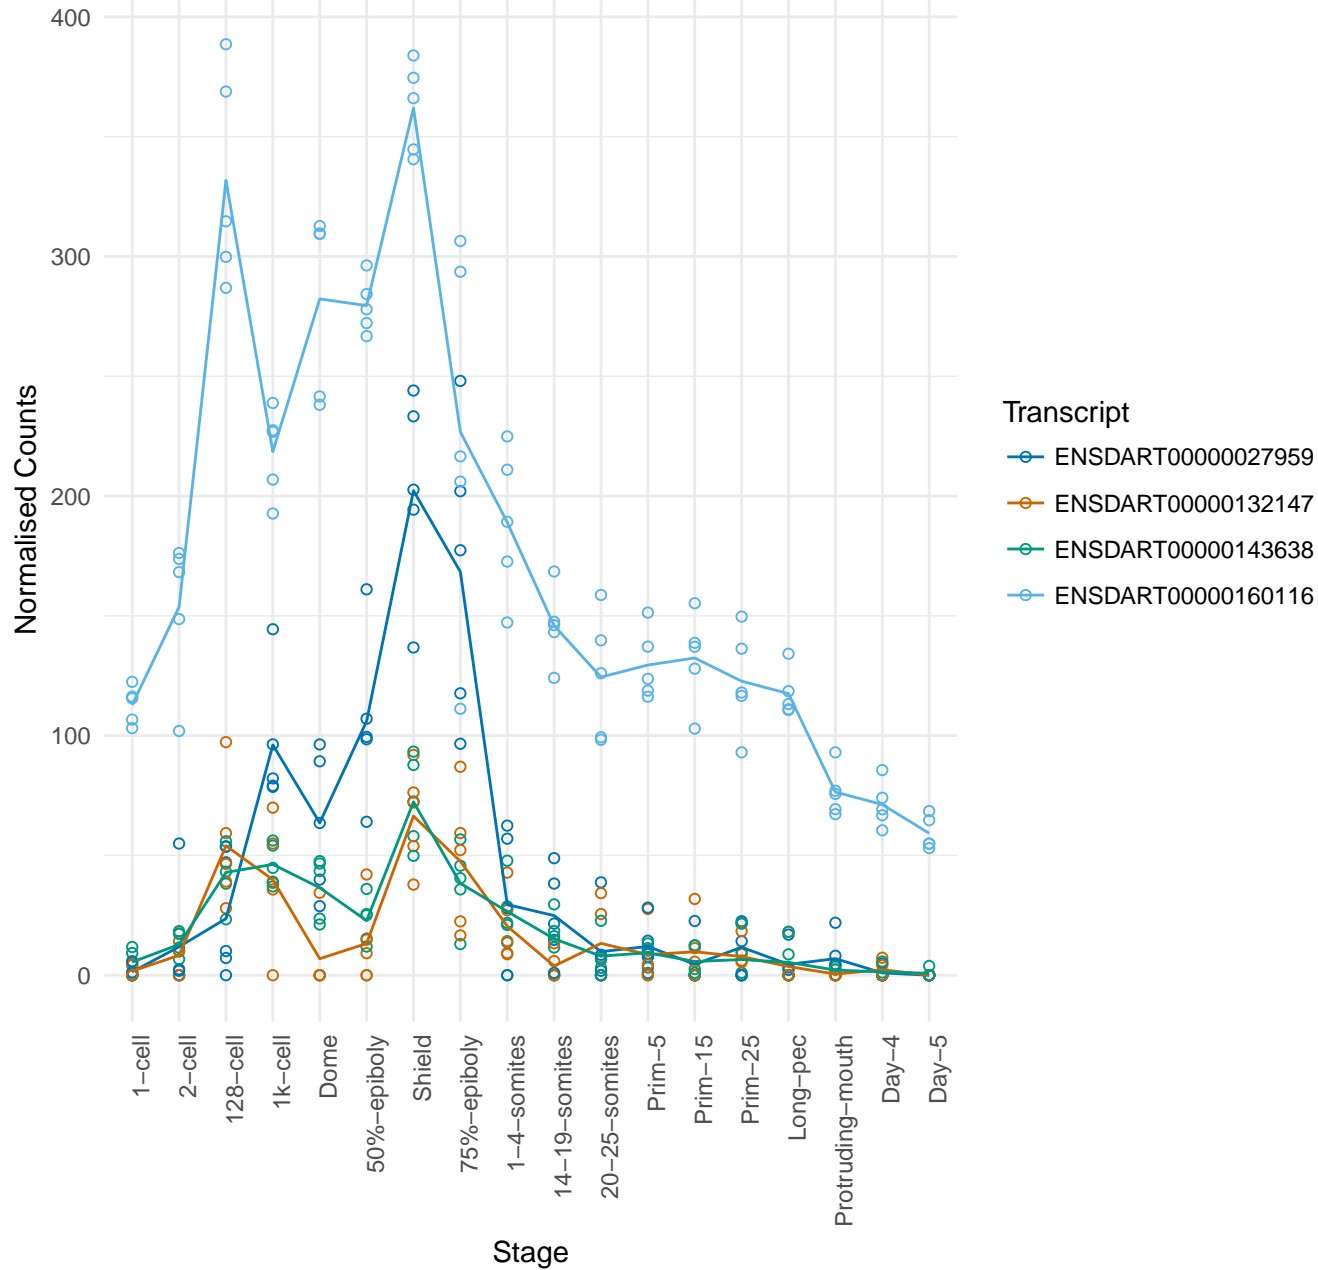 400
300
200
100
0
Normalised Counts
1−cell
2−cell
128−cell
1k−cell
Dome
50%−epiboly
Shield
75%−epiboly
1−4−somites
14−19−somites
20−25−somites
Prim−5
Prim−15
Prim−25
Long−pec
Protruding−mouth
Day−4
Day−5
Stage
Transcript
ENSDART00000027959
ENSDART00000132147
ENSDART00000143638
ENSDART00000160116